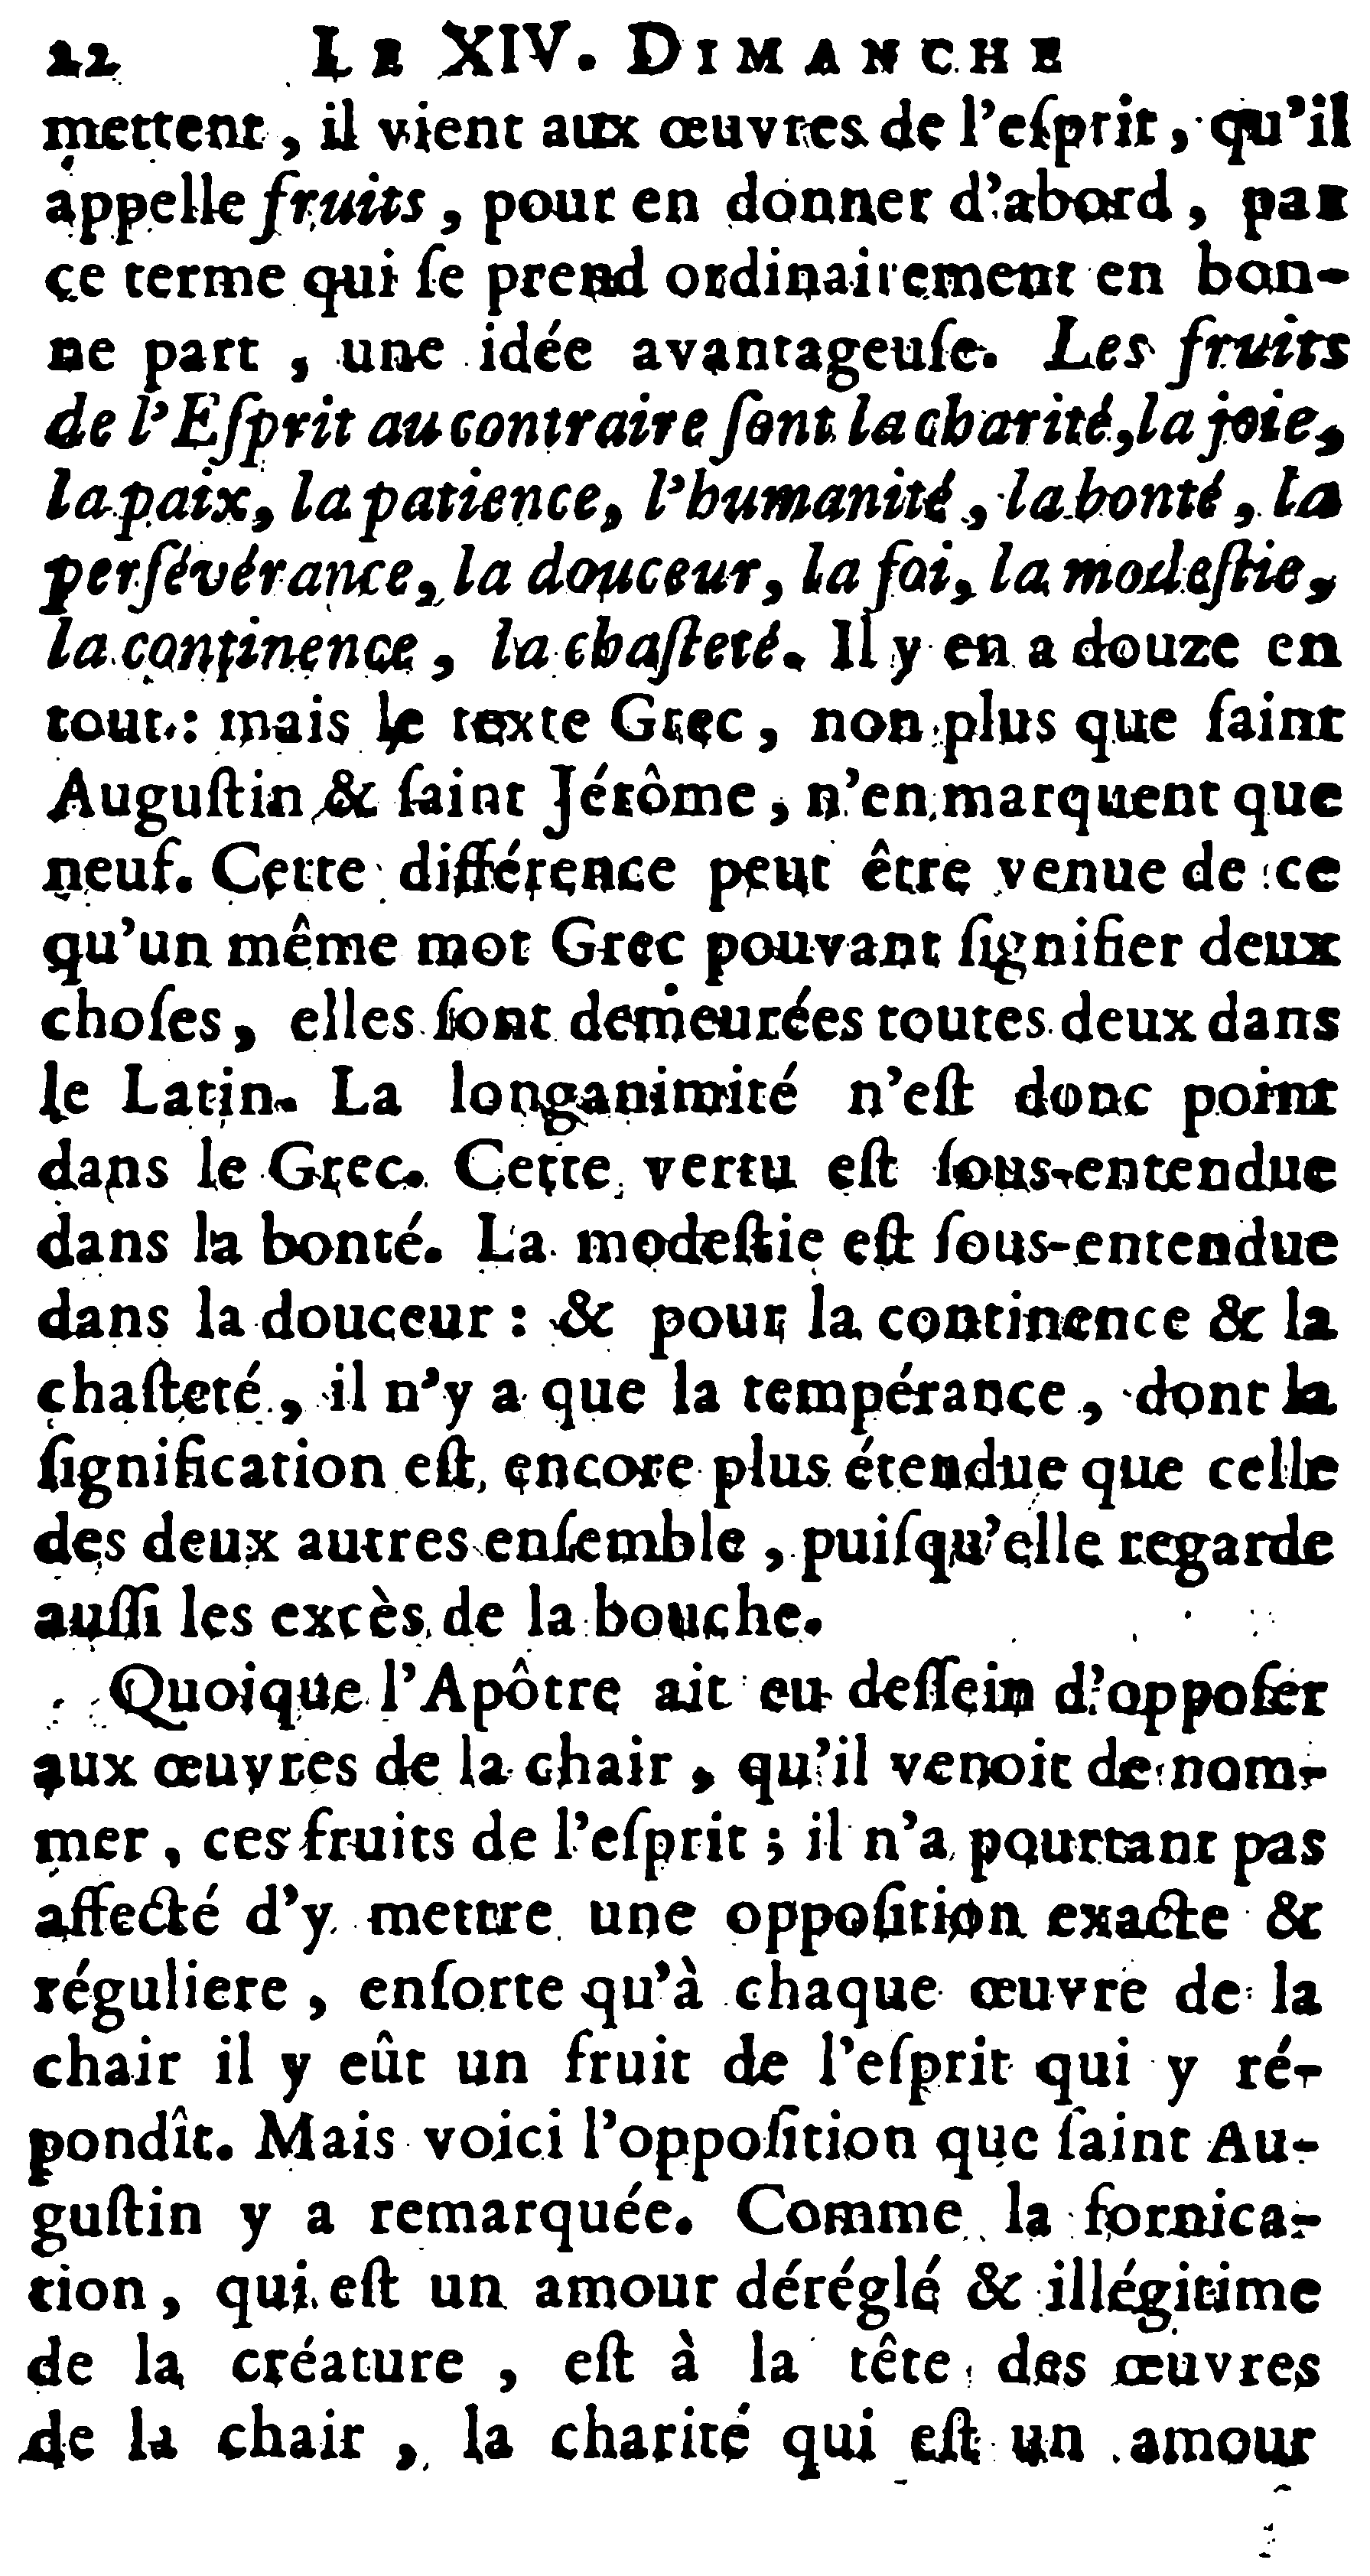 22 LE XIV. DIMANCHE
mettent, il vient aux œuvres de l'eſprit, qu'il
appelle fruits, pour en donner d'abord, par
ce terme qui ſe prend ordinairement en bon-
ne part, une idée avantageuſe. Les fruits
de l'Eſprit au contraire ſont la charité, la joie,
la paix, la patience, l'humanité, la bonté, la
perſévérance, la douceur, la foi, la modeſtie,
la continence, la chaſteté. Il y en a douze en
tout : mais le texte Grec, non plus que ſaint
Auguſtin & ſaint Jérôme, n'en marquent que
neuf. Cette différence peut être venue de ce
qu'un même mot Grec pouvant ſignifier deux
choſes, elles ſont demeurées toutes deux dans
le Latin. La longanimité n'eſt donc point
dans le Grec. Cette vertu eſt ſous-entendue
dans la bonté. La modeſtie eſt ſous-entendue
dans la douceur : & pour la continence & la
chaſteté, il n'y a que la tempérance, dont la
ſignification eſt encore plus étendue que celle
des deux autres enſemble, puiſqu'elle regarde
auſſi les excès de la bouche.
Quoique l'Apôtre ait eu deſſein d'oppoſer
aux œuvres de la chair, qu'il venoit de nom-
mer, ces fruits de l'eſprit ; il n'a pourtant pas
affecté d'y mettre une oppoſition exacte &
réguliere, enſorte qu'à chaque œuvre de la
chair il y eût un fruit de l'eſprit qui y ré-
pondît. Mais voici l'oppoſition que ſaint Au-
guſtin y a remarquée. Comme la fornica-
tion, qui eſt un amour déréglé & illégitime
de la créature, eſt à la tête des œuvres
de la chair, la charité qui eſt un amour